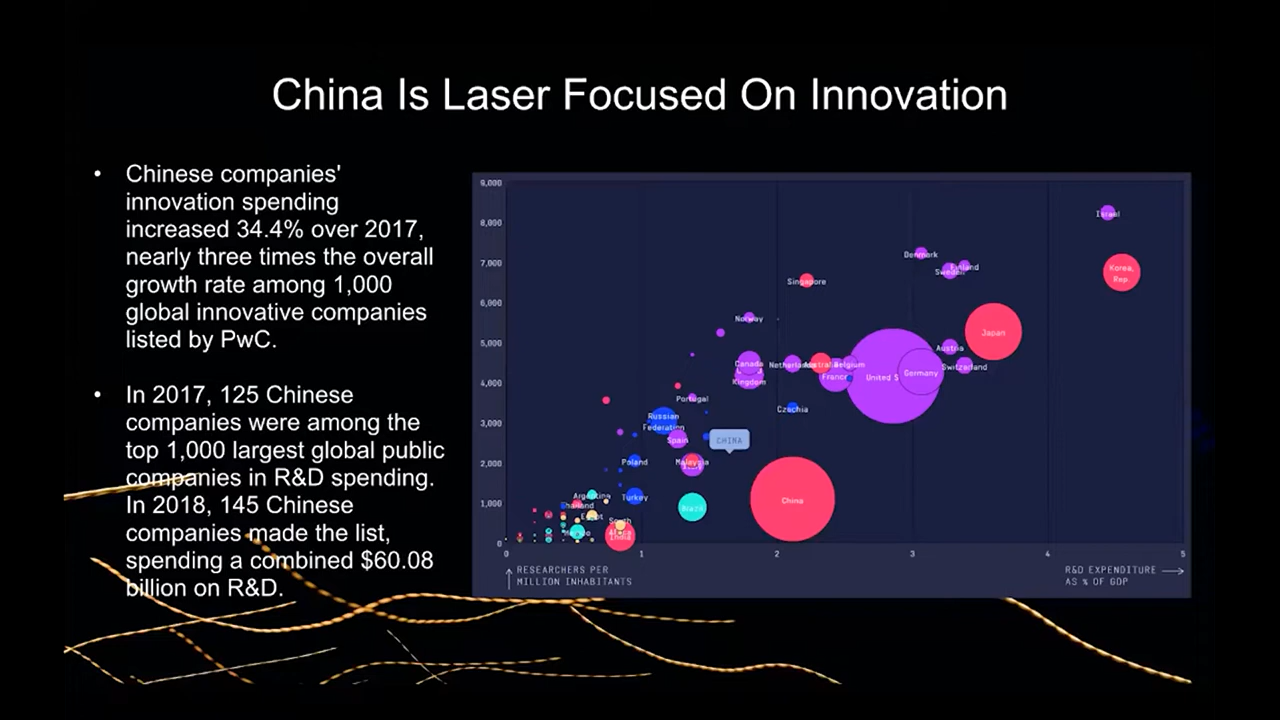 China Is Laser Focused On Innovation
• Chinese companies'
innovation spending
increased 34.4% over 2017,
nearly three times the overall
growth rate among 1,000
global innovative companies
listed by PwC.
• In 2017, 125 Chinese
companies were among the
top 1,000 largest global public
companies in R&D spending.
In 2018, 145 Chinese
companies made the list,
spending a combined $60.08
billion on R&D.
9,000
8,000
7,000
6,000
5,000
4,000
3,000
2,000
1,000
0
0 1 2 3 4 5
Israel
Denmark
Finland
Korea,
Rep.
Singapore
Norway
Japan
Austria
Canada
Netherlands
Belgium
Switzerland
Kingdom
France
United S
Germany
Portugal
Czechia
Russian
Federation
Spain
CHINA
Poland
Malaysia
Argentina
Turkey
China
Brazil
Egypt
South
India
RESEARCHERS PER
MILLION INHABITANTS
R&D EXPENDITURE
AS % OF GDP